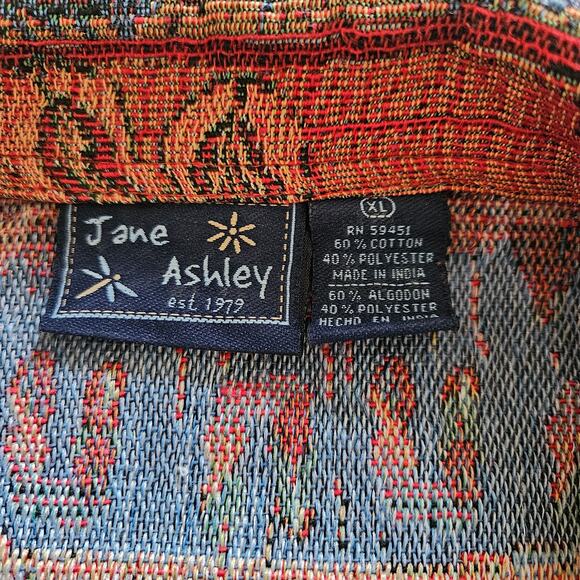 Jane
Ashley
est 1979
XL
RN 59451
60% COTTON
40% POLYESTER
MADE IN INDIA
60% ALGODON
40% POLYESTER
HECHO EN INDIA